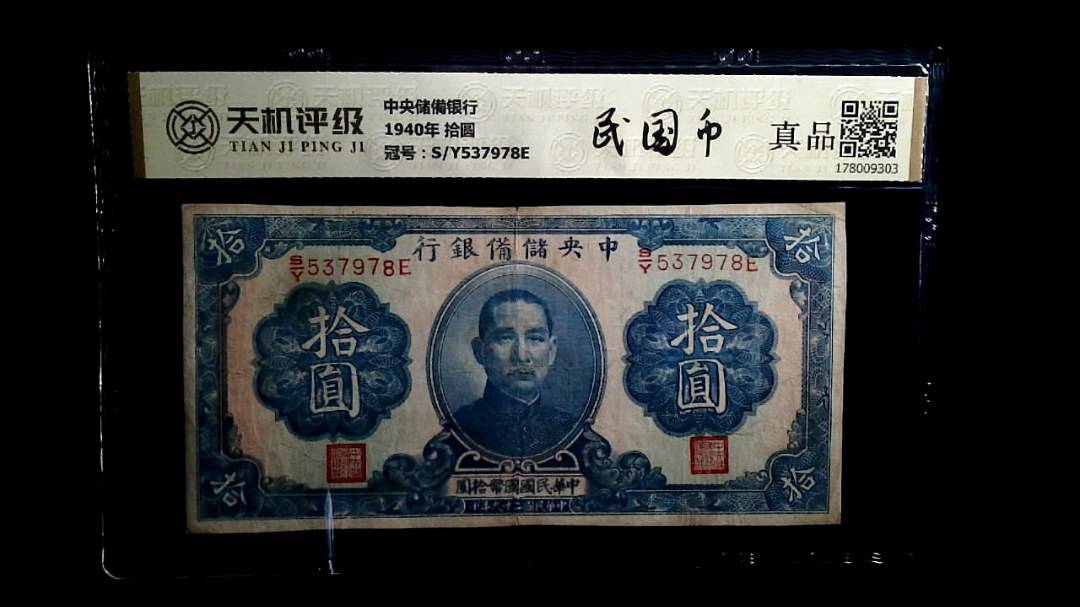 天机评级
TIAN JI PING JI
中央储備银行
1940年 拾圆
冠号：S/Y537978E
民国币
真品
178009303
行銀備儲央中
S/Y537978E
S/Y537978E
拾
拾
拾圓
拾圓
拾
拾
圓拾幣國國民華中